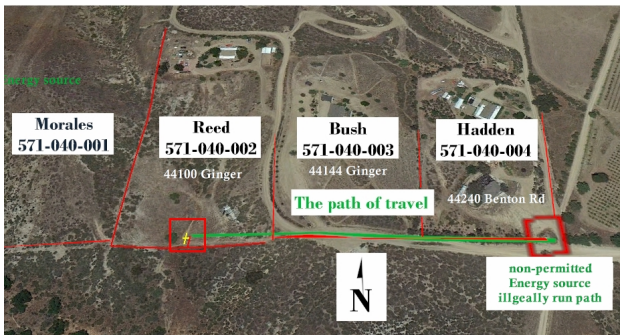 energy source
Morales
571-040-001
Reed
571-040-002
44100 Ginger
Bush
571-040-003
44144 Ginger
Hadden
571-040-004
44240 Benton Rd
The path of travel
N
non-permitted
Energy source
illgeally run path